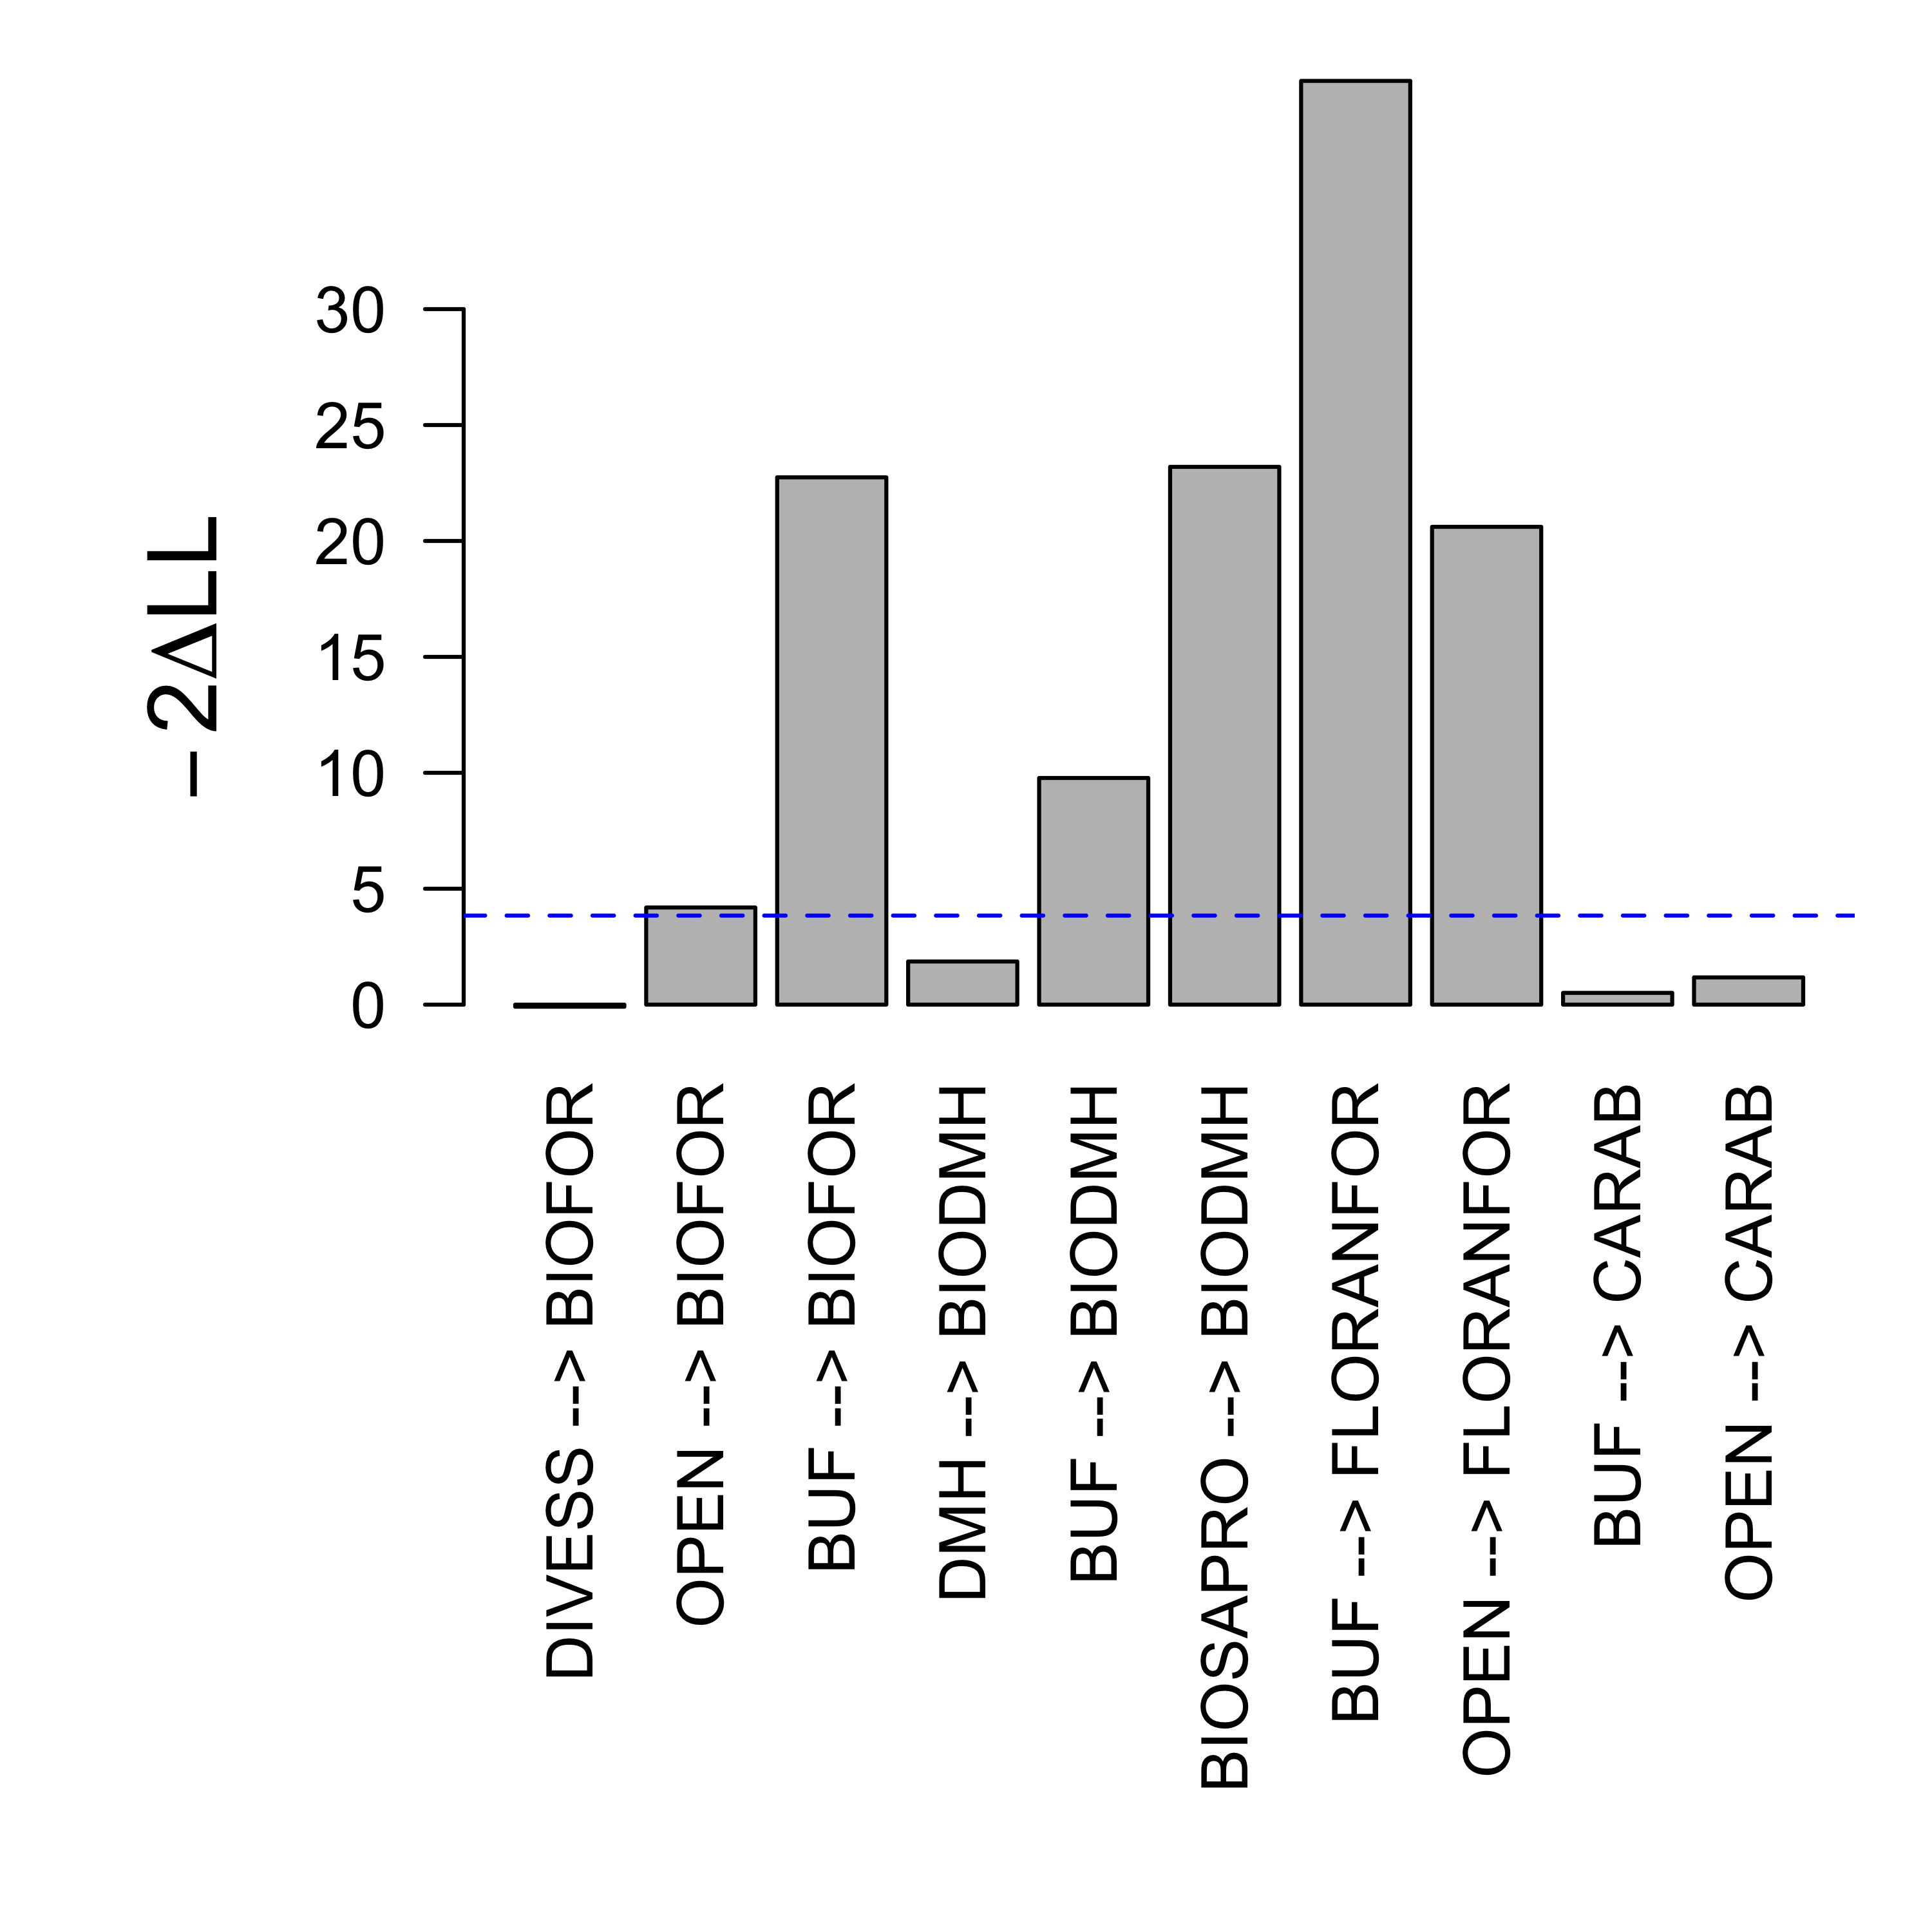 − 2ΔLL
30
25
20
15
10
5
0
DIVESS --> BIOFOR
OPEN --> BIOFOR
BUF --> BIOFOR
DMH --> BIODMH
BUF --> BIODMH
BIOSAPRO --> BIODMH
BUF --> FLORANFOR
OPEN --> FLORANFOR
BUF --> CARAB
OPEN --> CARAB